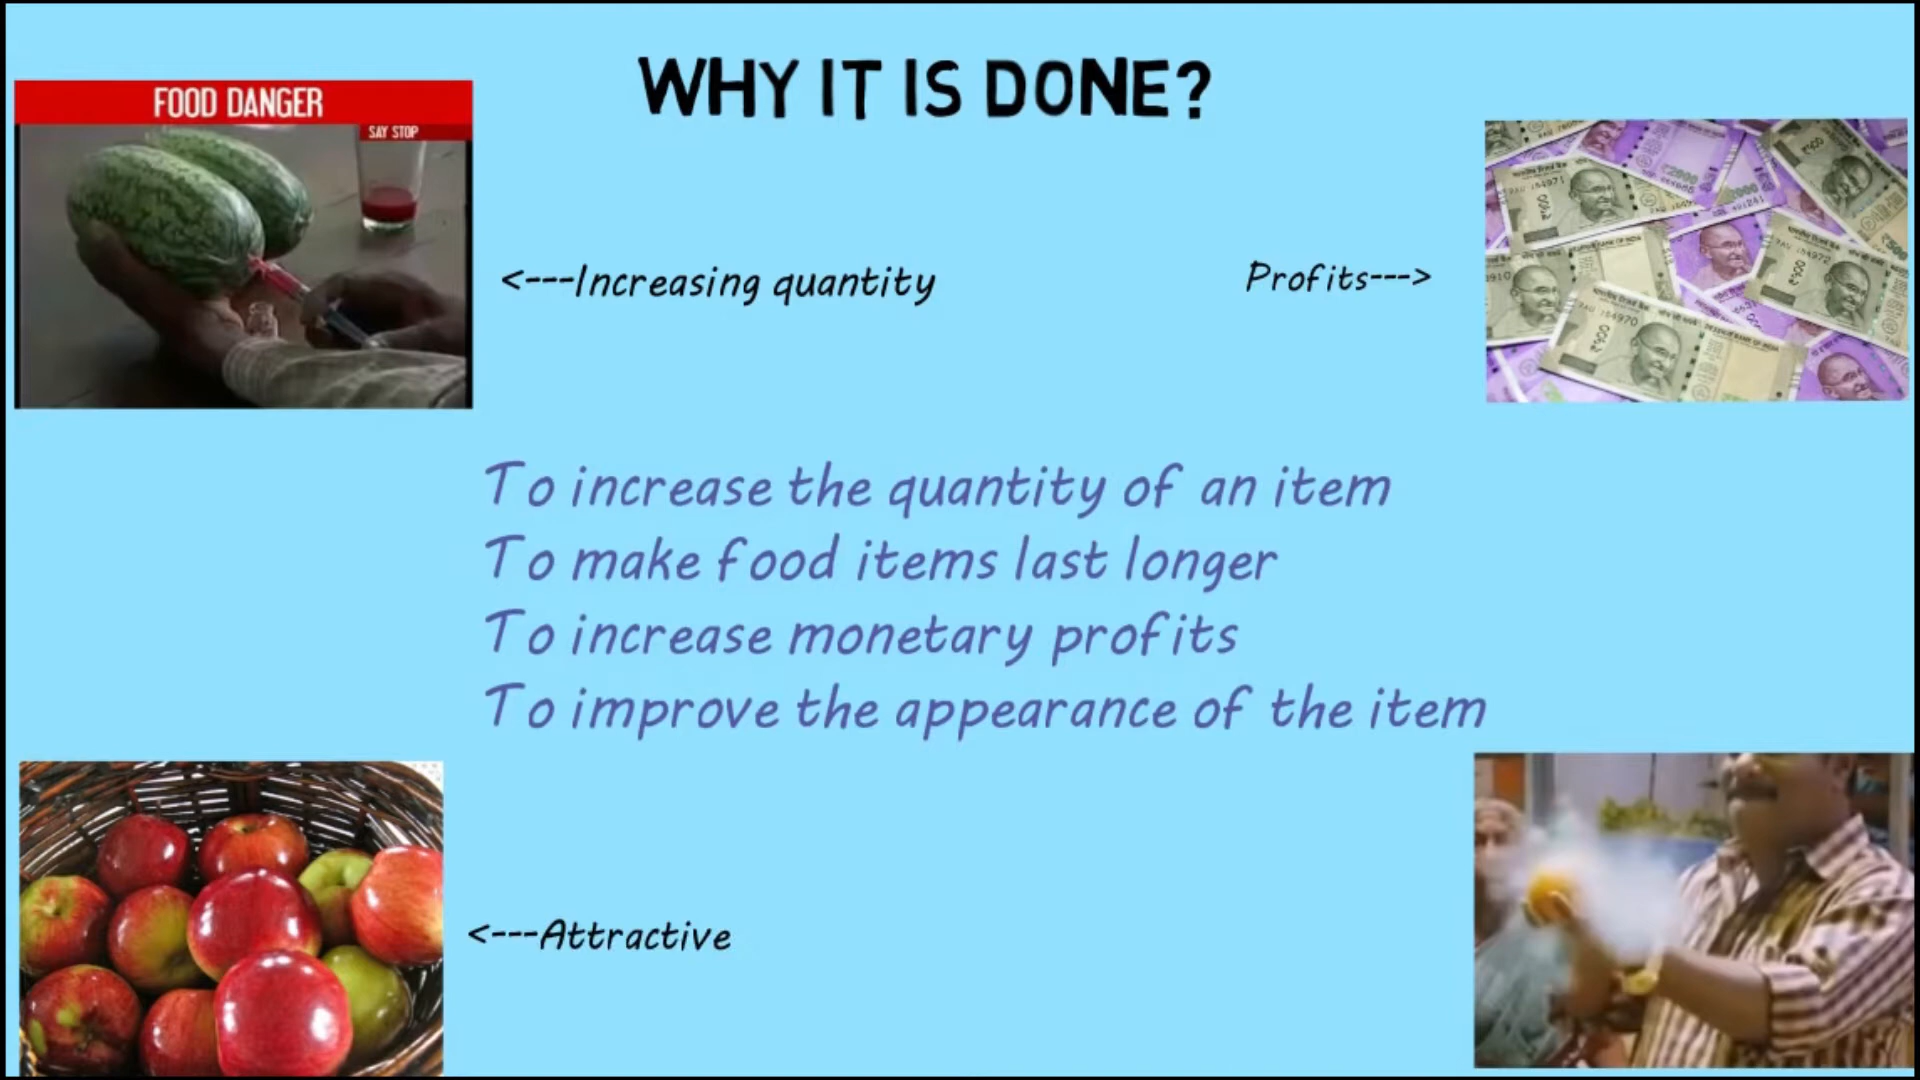 WHY IT IS DONE?
FOOD DANGER
SAY STOP
<---Increasing quantity
Profits--->
To increase the quantity of an item
To make food items last longer
To increase monetary profits
To improve the appearance of the item
<---Attractive